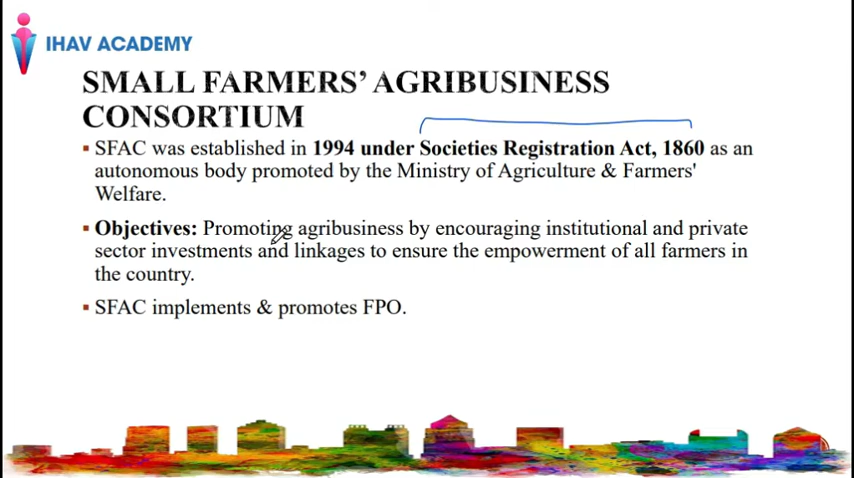 IHAV ACADEMY
SMALL FARMERS' AGRIBUSINESS
CONSORTIUM
▪ SFAC was established in 1994 under Societies Registration Act, 1860 as an
autonomous body promoted by the Ministry of Agriculture & Farmers'
Welfare.
▪ Objectives: Promoting agribusiness by encouraging institutional and private
sector investments and linkages to ensure the empowerment of all farmers in
the country.
▪ SFAC implements & promotes FPO.